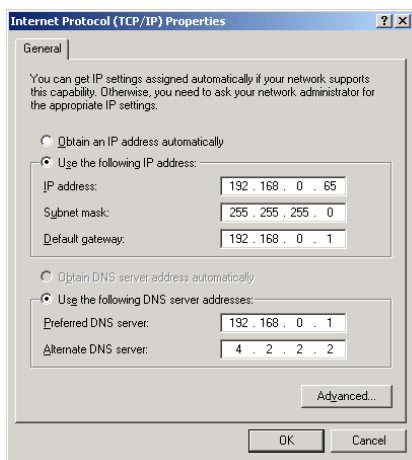 Internet Protocol (TCP/IP) Properties
General
You can get IP settings assigned automatically if your network supports
this capability. Otherwise, you need to ask your network administrator for
the appropriate IP settings.
Obtain an IP address automatically
Use the following IP address:
IP address: 192 . 168 . 0 . 65
Subnet mask: 255 . 255 . 255 . 0
Default gateway: 192 . 168 . 0 . 1
Obtain DNS server address automatically
Use the following DNS server addresses:
Preferred DNS server: 192 . 168 . 0 . 1
Alternate DNS server: 4 . 2 . 2 . 2
Advanced...
OK Cancel